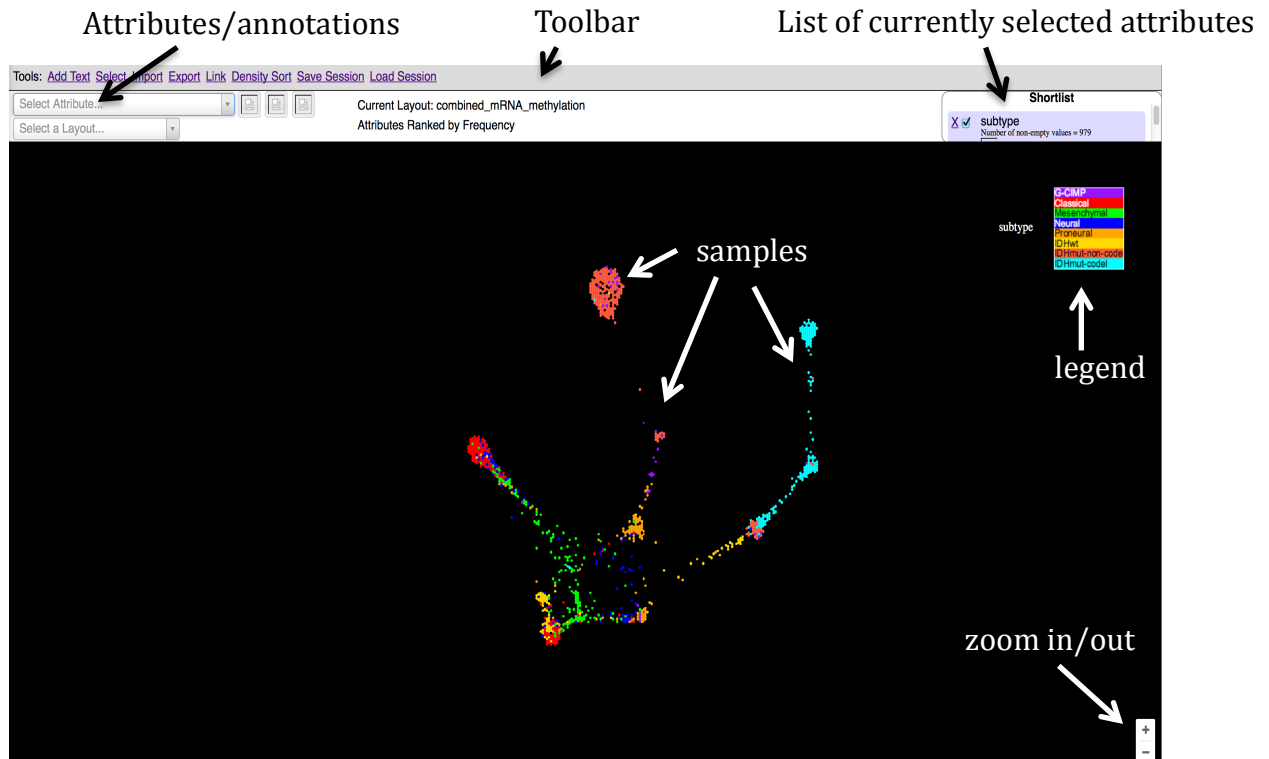 Attributes/annotations
Toolbar
List of currently selected attributes
Tools: Add Text Select Import Export Link Density Sort Save Session Load Session
Select Attribute...
Current Layout: combined_mRNA_methylation
Shortlist
Select a Layout...
Attributes Ranked by Frequency
X subtype
Number of non-empty values = 979
subtype
G-CIMP
Classical
Mesenchymal
Neural
Proneural
IDHwt
IDHmut-non-code
IDHmut-codel
samples
legend
zoom in/out
+
−